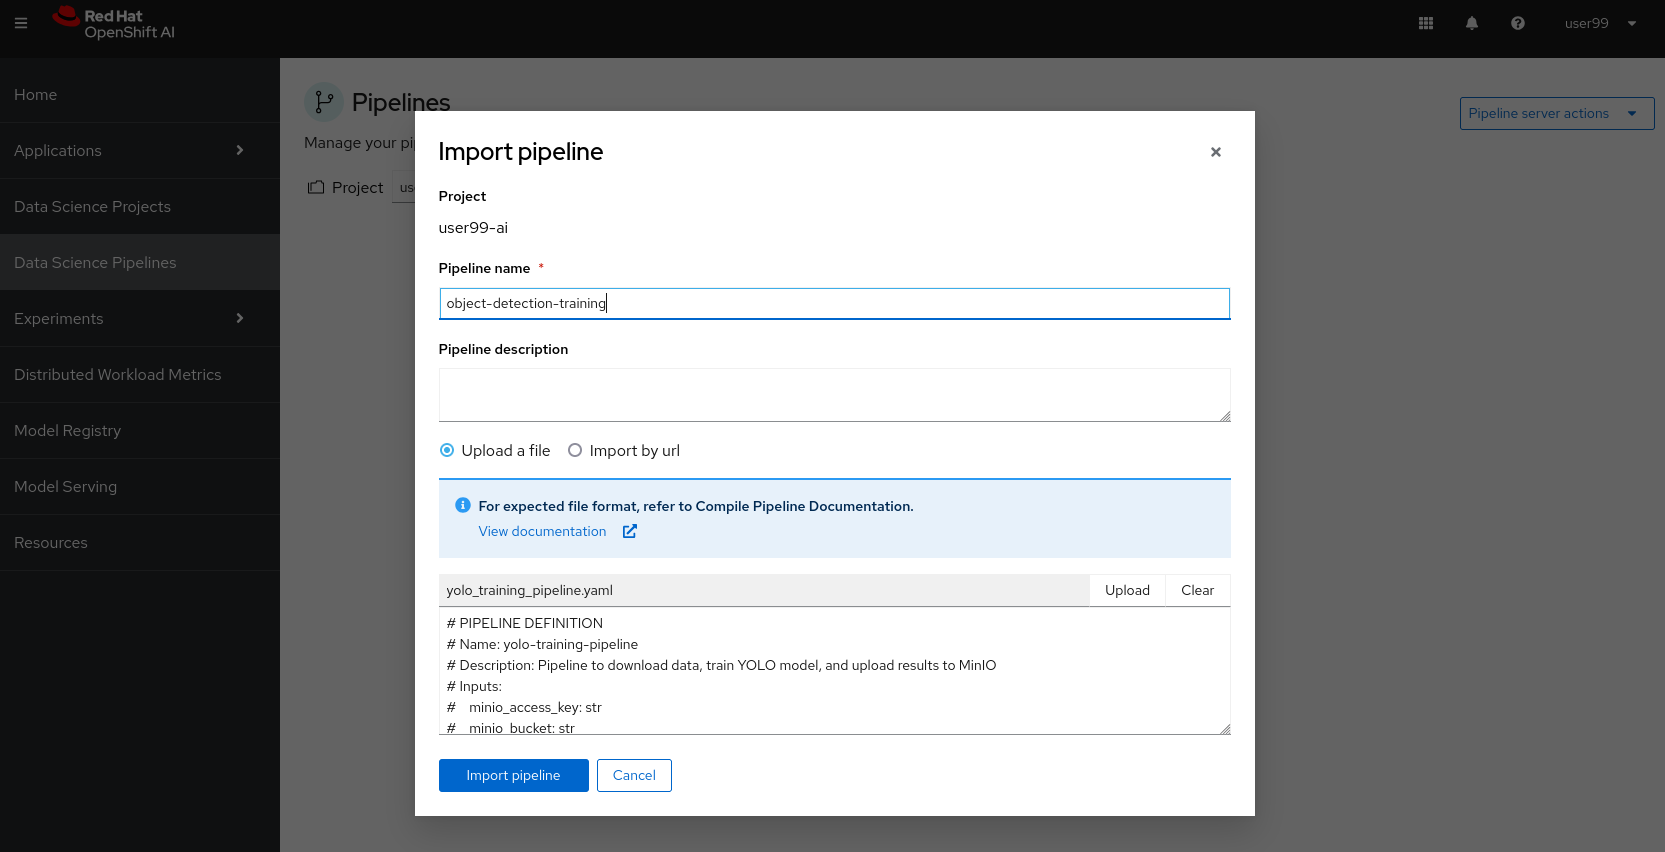 Red Hat
OpenShift AI
user99
Home
Applications
Data Science Projects
Data Science Pipelines
Experiments
Distributed Workload Metrics
Model Registry
Model Serving
Resources
Pipelines
Pipeline server actions
Manage your pi
Project us
Import pipeline
Project
user99-ai
Pipeline name *
object-detection-training
Pipeline description
Upload a file Import by url
For expected file format, refer to Compile Pipeline Documentation.
View documentation
yolo_training_pipeline.yaml Upload Clear
# PIPELINE DEFINITION
# Name: yolo-training-pipeline
# Description: Pipeline to download data, train YOLO model, and upload results to MinIO
# Inputs:
#    minio_access_key: str
#    minio_bucket: str
Import pipeline Cancel